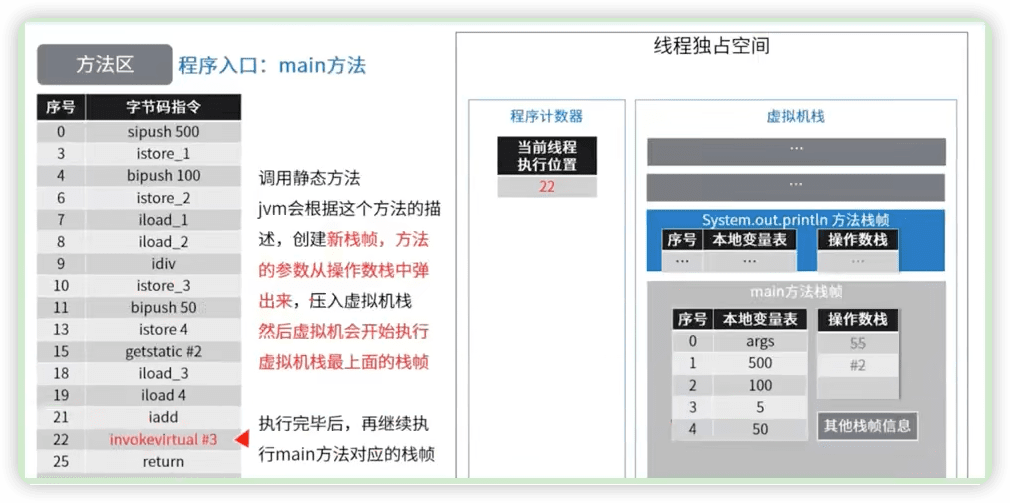 方法区 程序入口：main方法
序号 字节码指令
0 sipush 500
3 istore_1
4 bipush 100
6 istore_2
7 iload_1
8 iload_2
9 idiv
10 istore_3
11 bipush 50
13 istore 4
15 getstatic #2
18 iload_3
19 iload 4
21 iadd
22 invokevirtual #3
25 return
调用静态方法
jvm会根据这个方法的描
述，创建新栈帧，方法
的参数从操作数栈中弹
出来，压入虚拟机栈
然后虚拟机会开始执行
虚拟机栈最上面的栈帧
执行完毕后，再继续执
行main方法对应的栈帧
线程独占空间
程序计数器
当前线程
执行位置
22
虚拟机栈
...
...
System.out.println 方法栈帧
序号 本地变量表 操作数栈
... ... ...
main方法栈帧
序号 本地变量表 操作数栈
0 args 55
1 500 #2
2 100
3 5
4 50
其他栈帧信息